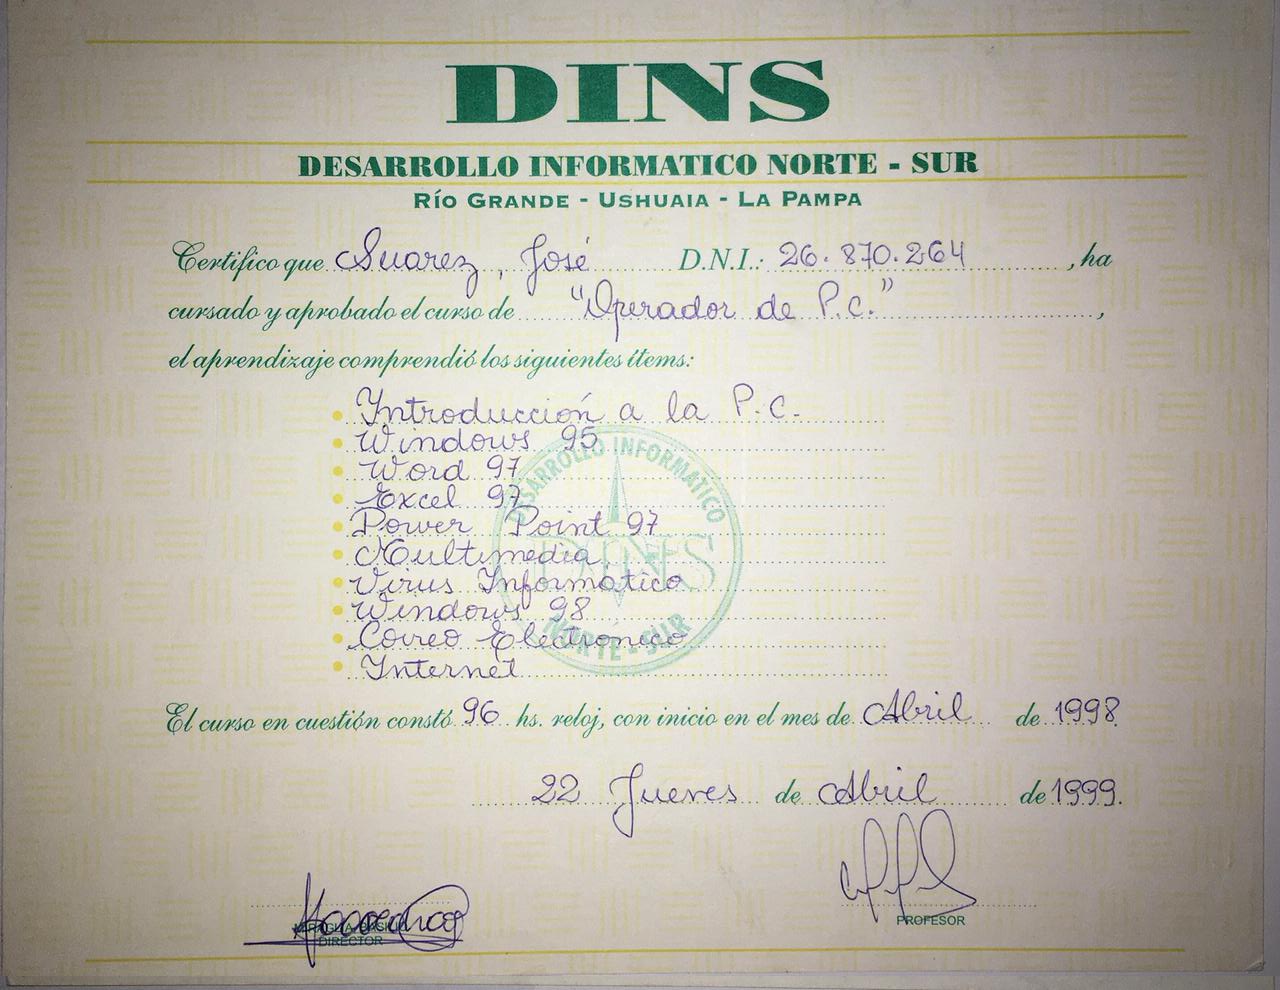 DINS
DESARROLLO INFORMATICO NORTE - SUR
RÍO GRANDE - USHUAIA - LA PAMPA
Certifico que Suarez, José D.N.I.: 26.870.264, ha
cursado y aprobado el curso de "Operador de P.C.",
el aprendizaje comprendió los siguientes ítems:
• Introducción a la P.C.
• Windows 95
• Word 97
• Excel 97
• Power Point 97
• Multimedia
• Virus Informatico
• Windows 98
• Correo Electronico
• Internet
DESARROLLO INFORMATICO
DINS
NORTE - SUR
El curso en cuestión constó 96 hs. reloj, con inicio en el mes de Abril de 1998.
22 Jueves de Abril de 1999.
PROFESOR
DIRECTOR